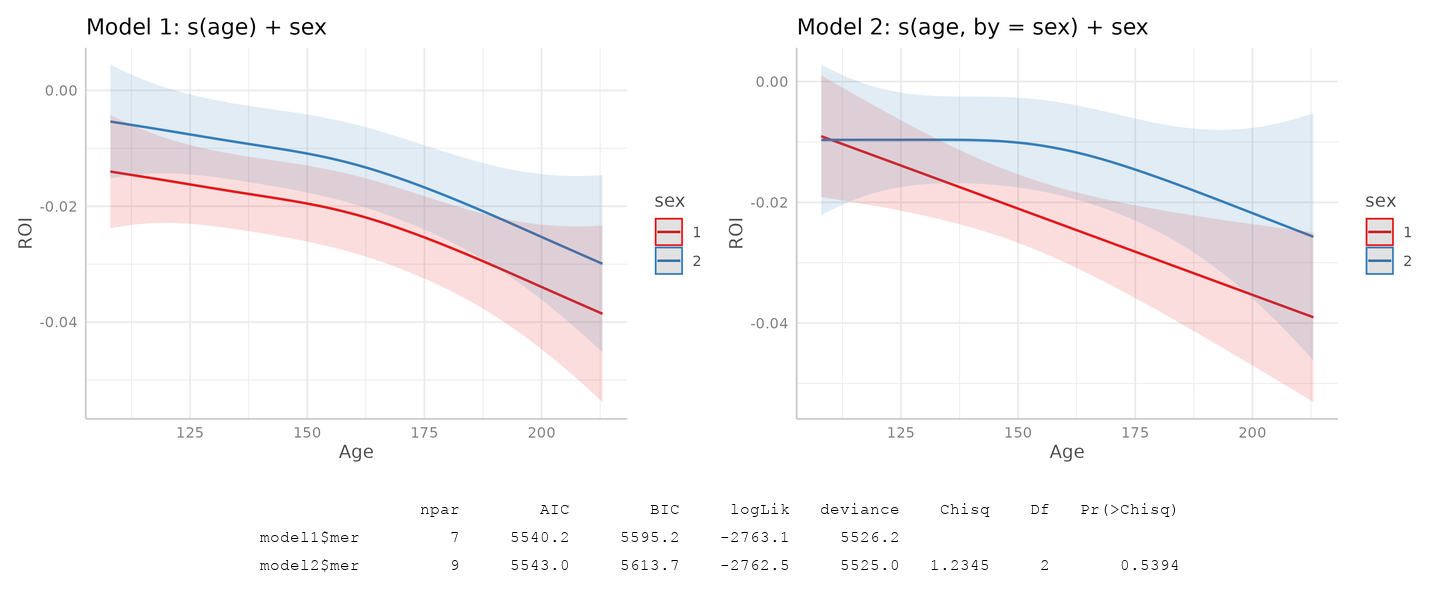 Model 1: s(age) + sex
0.00
-0.02
-0.04
ROI
125 150 175 200
Age
sex
1
2
Model 2: s(age, by = sex) + sex
0.00
-0.02
-0.04
ROI
125 150 175 200
Age
sex
1
2
npar AIC BIC logLik deviance Chisq Df Pr(>Chisq)
model1$mer 7 5540.2 5595.2 -2763.1 5526.2
model2$mer 9 5543.0 5613.7 -2762.5 5525.0 1.2345 2 0.5394